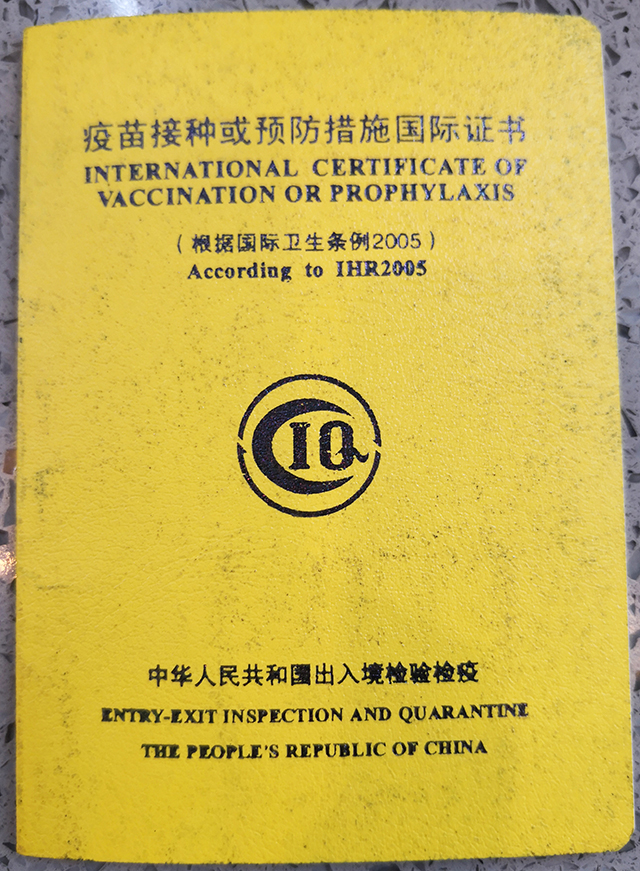 疫苗接种或预防措施国际证书
INTERNATIONAL CERTIFICATE OF
VACCINATION OR PROPHYLAXIS
（根据国际卫生条例2005）
According to IHR2005
CIQ
中华人民共和国出入境检验检疫
ENTRY-EXIT INSPECTION AND QUARANTINE
THE PEOPLE'S REPUBLIC OF CHINA